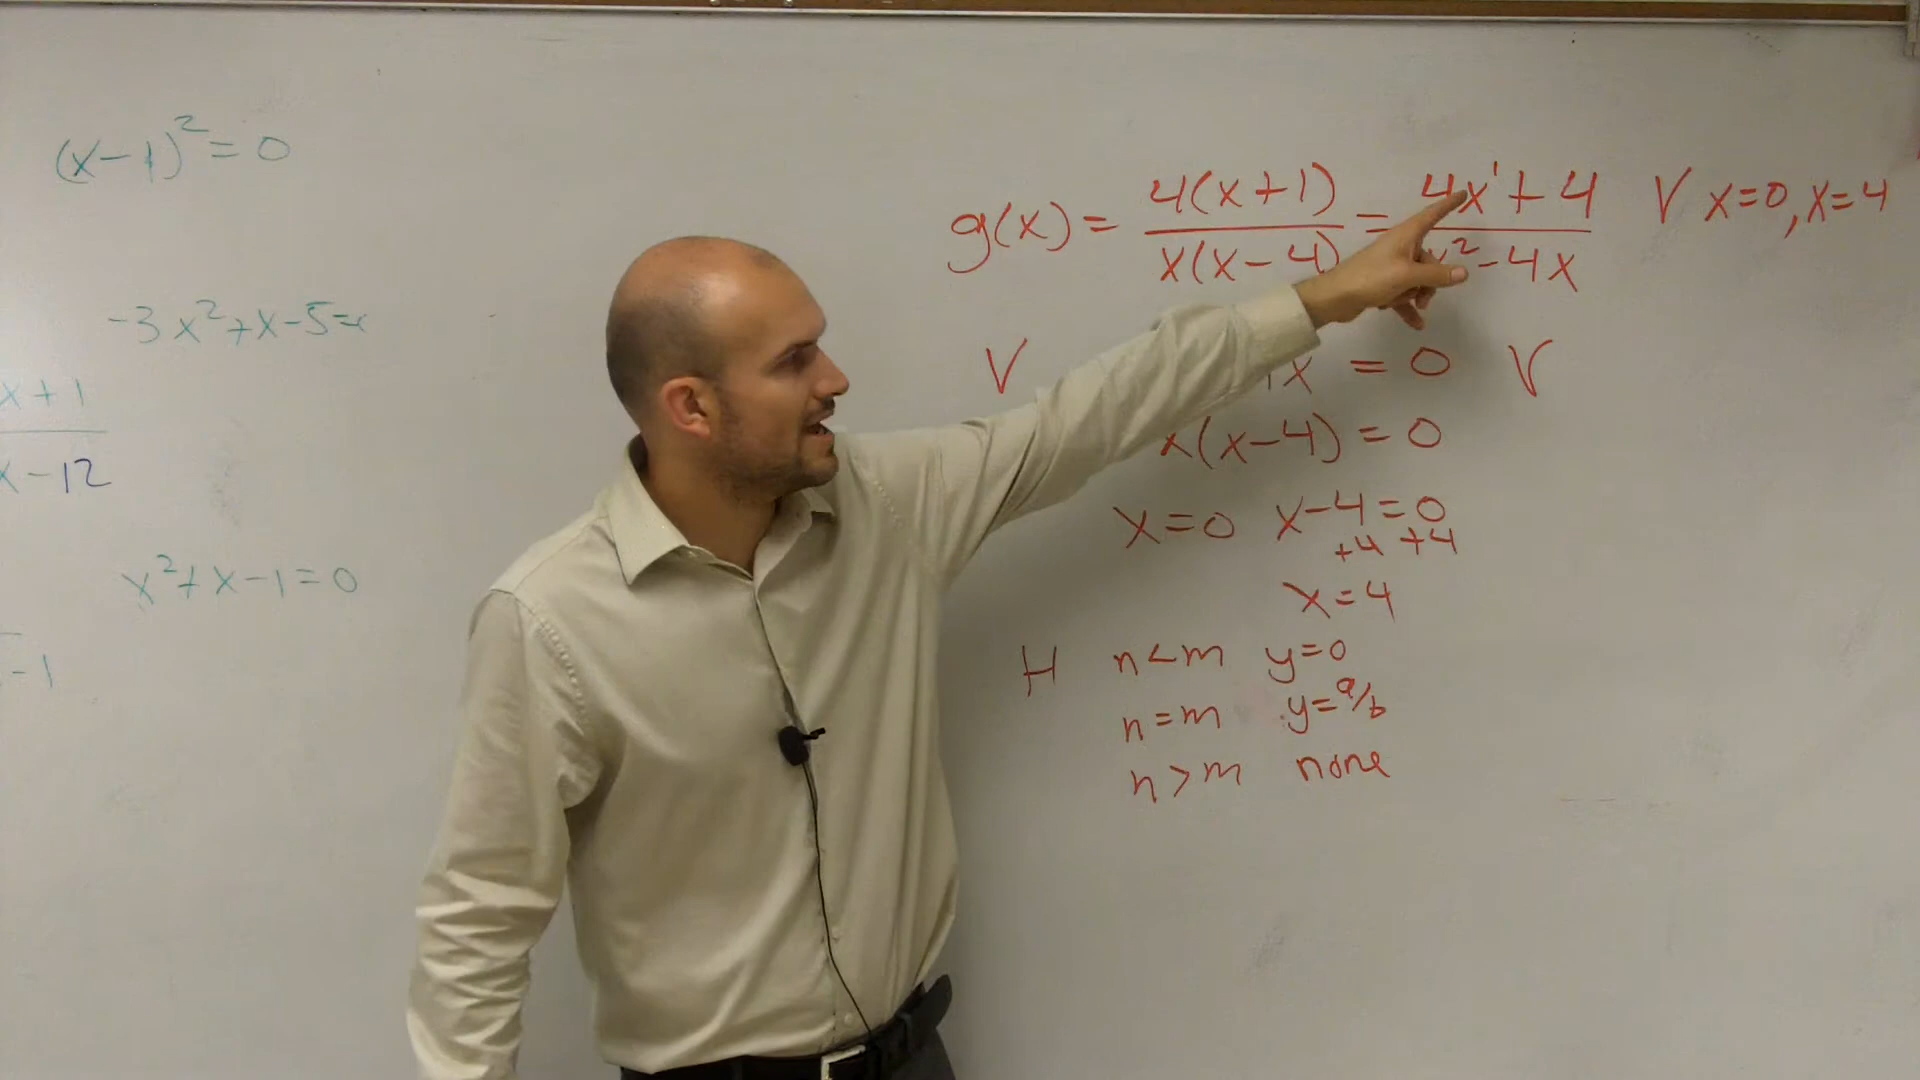 (x-1)² = 0
-3x²+x-5=
x+1
x-12
x²+x-1=0
-1
g(x) = 4(x+1) / x(x-4) = 4x¹+4 / x²-4x V x=0, x=4
V x = 0 V
x(x-4) = 0
x=0 x-4=0
+4 +4
x=4
H n<m y=0
n=m y=a/b
n>m none